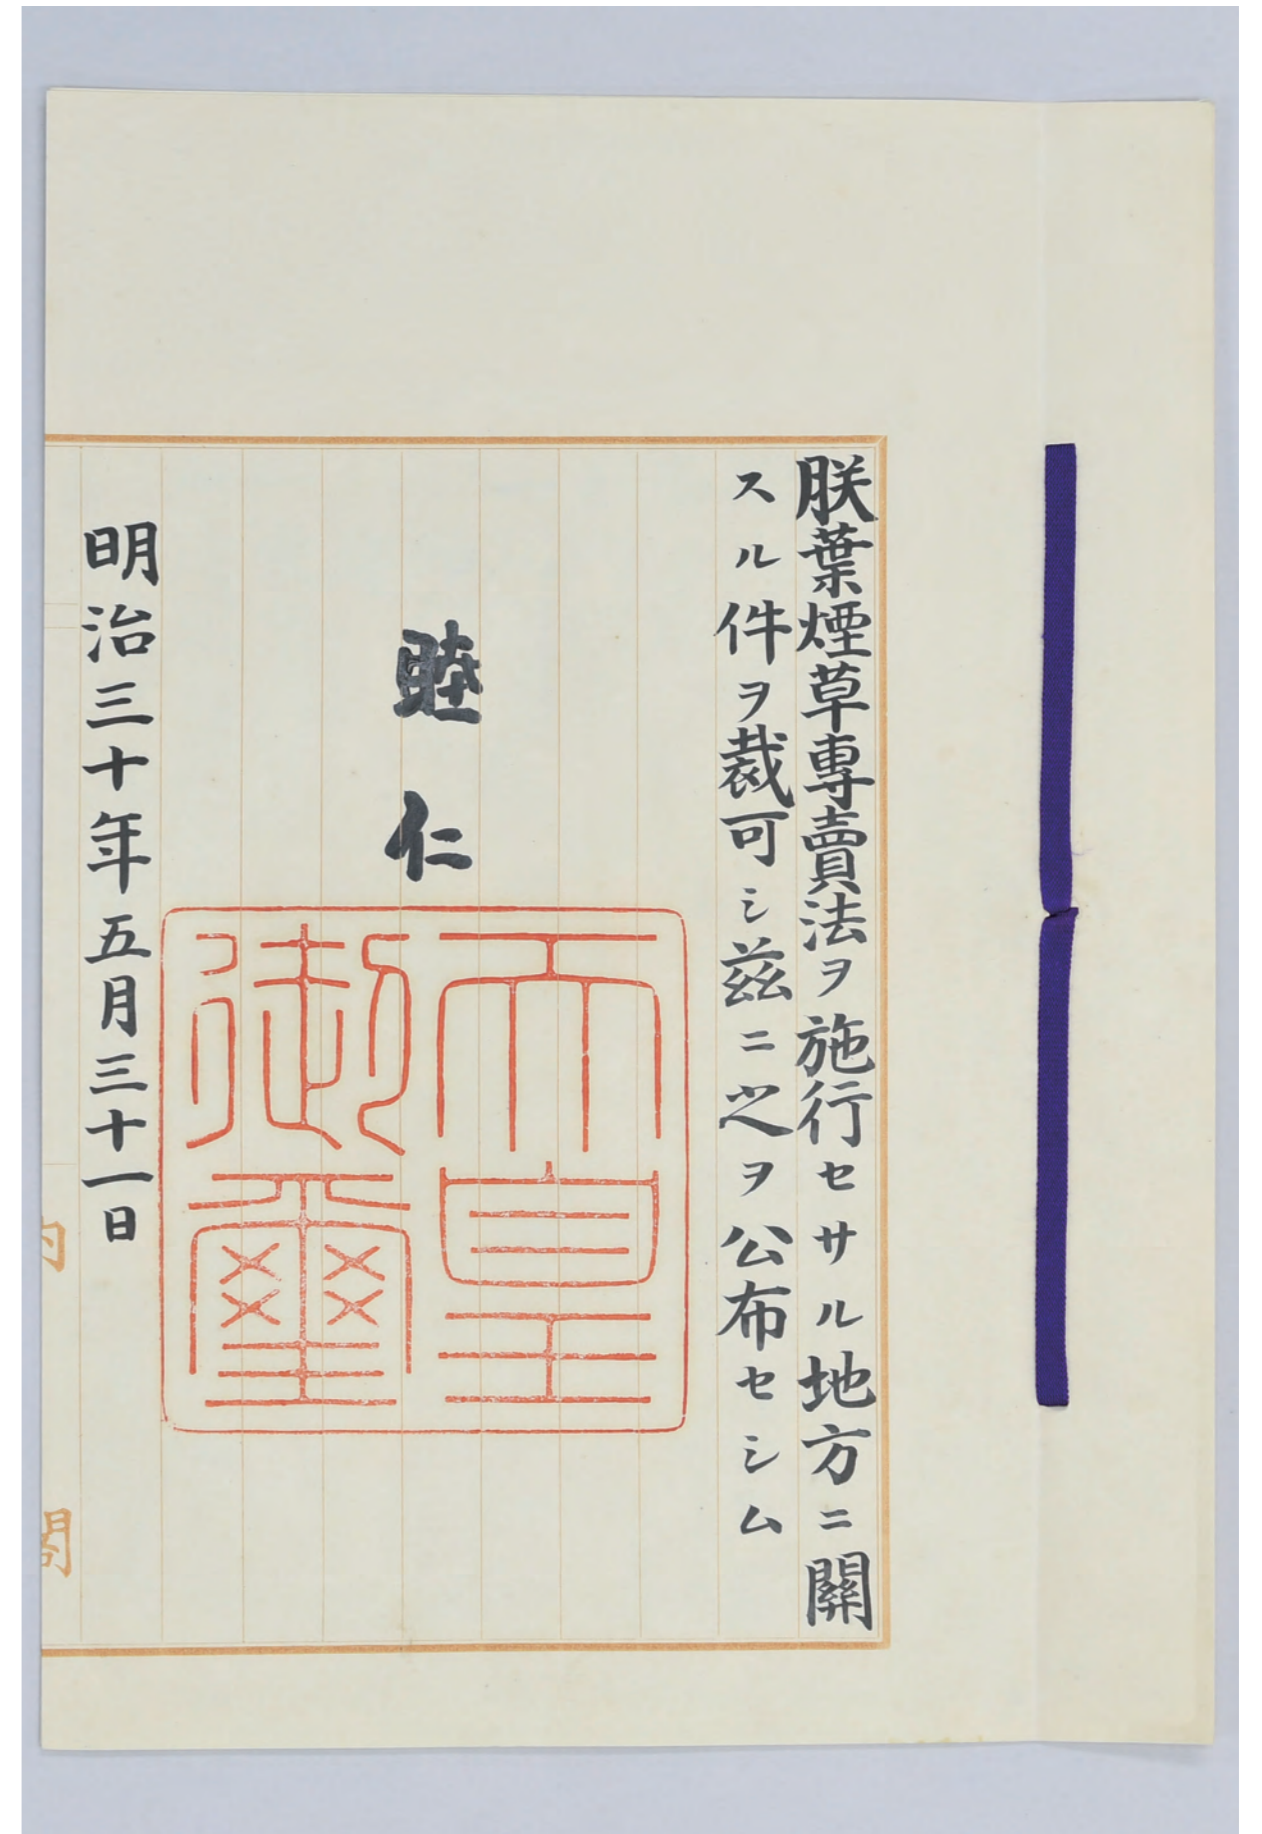 朕葉煙草專賣法ヲ施行セサル地方ニ關
スル件ヲ裁可シ茲ニ之ヲ公布セシム
睦仁
天皇
御璽
明治三十年五月三十一日
内閣